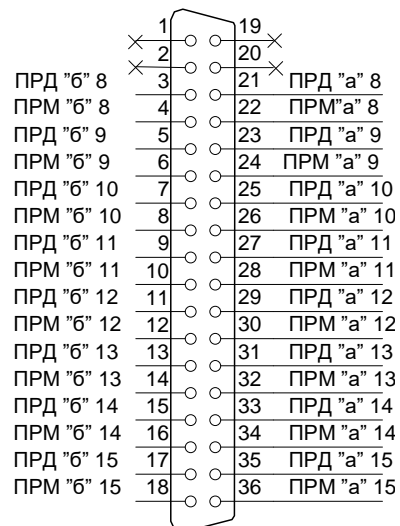 1 19
2 20
ПРД "б" 8 3 21 ПРД "а" 8
ПРМ "б" 8 4 22 ПРМ"а" 8
ПРД "б" 9 5 23 ПРД "а" 9
ПРМ "б" 9 6 24 ПРМ "а" 9
ПРД "б" 10 7 25 ПРД "а" 10
ПРМ "б" 10 8 26 ПРМ "а" 10
ПРД "б" 11 9 27 ПРД "а" 11
ПРМ "б" 11 10 28 ПРМ "а" 11
ПРД "б" 12 11 29 ПРД "а" 12
ПРМ "б" 12 12 30 ПРМ "а" 12
ПРД "б" 13 13 31 ПРД "а" 13
ПРМ "б" 13 14 32 ПРМ "а" 13
ПРД "б" 14 15 33 ПРД "а" 14
ПРМ "б" 14 16 34 ПРМ "а" 14
ПРД "б" 15 17 35 ПРД "а" 15
ПРМ "б" 15 18 36 ПРМ "а" 15